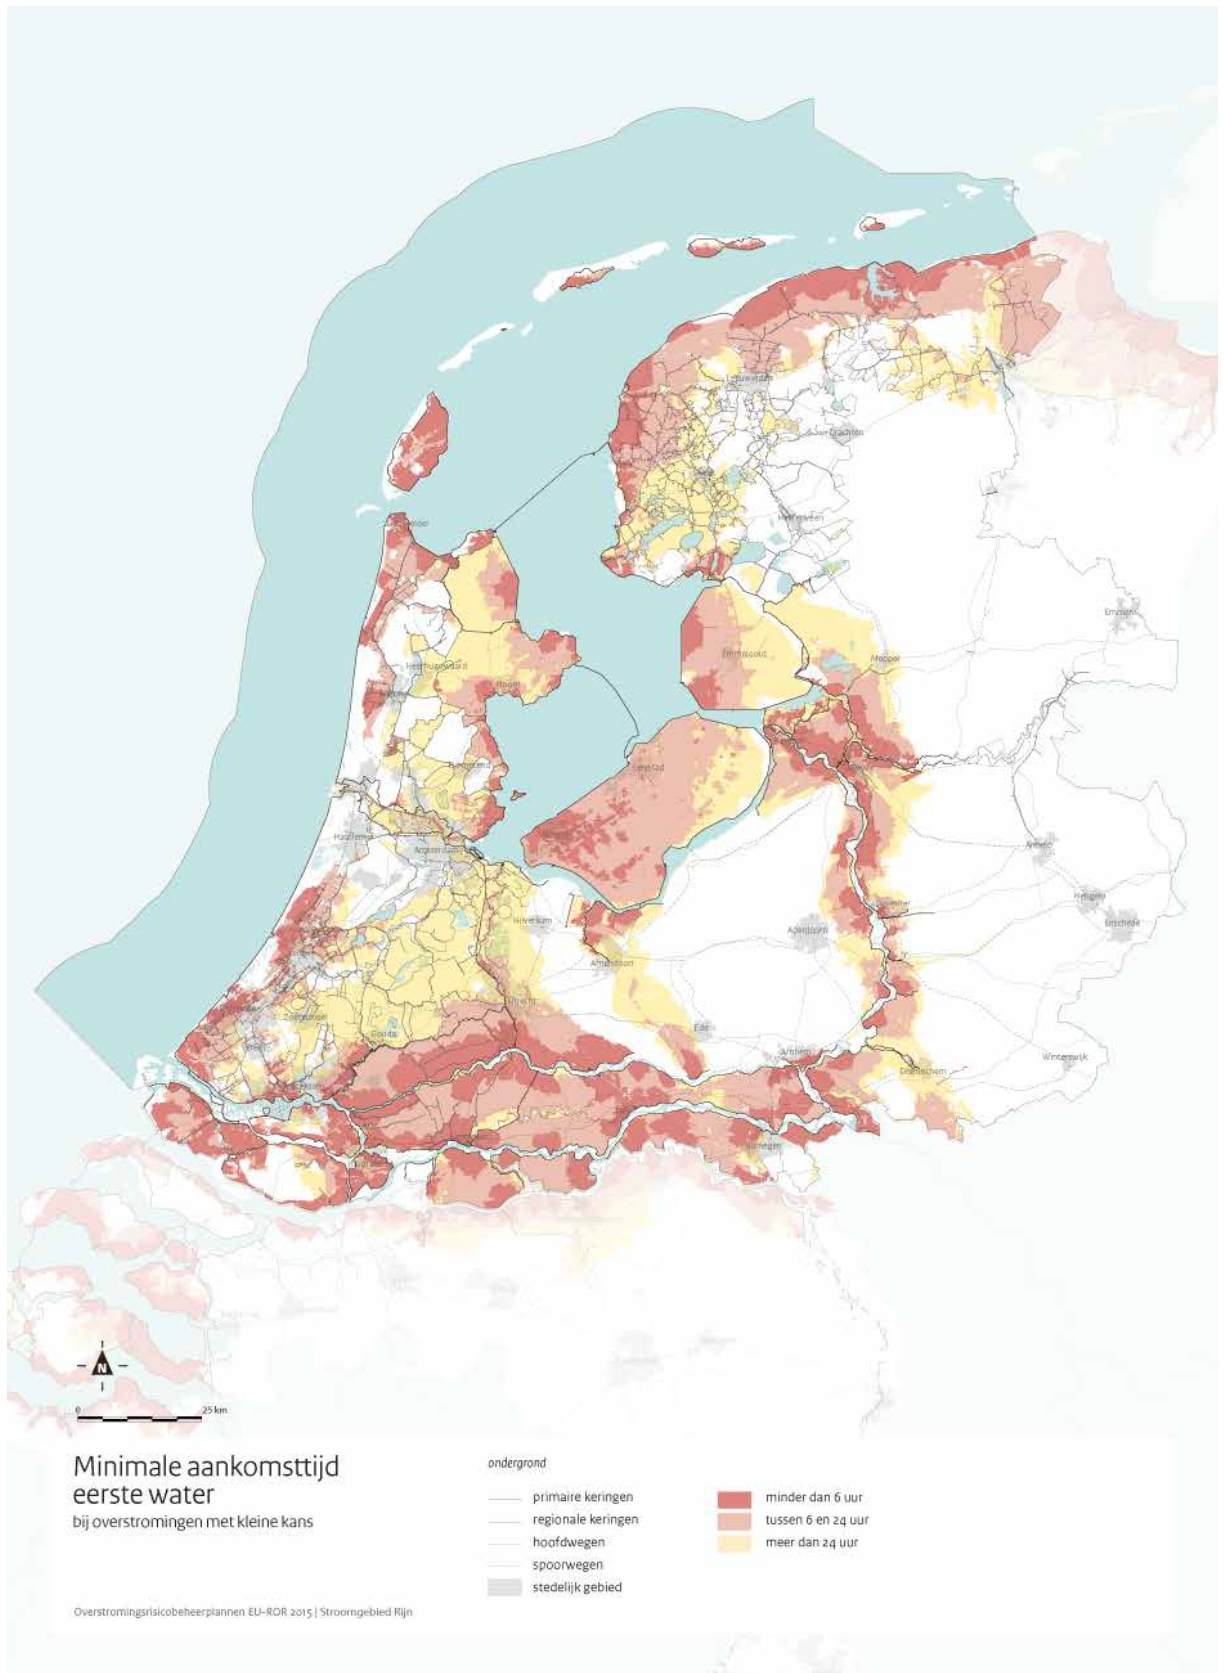 Leeuwarden
Drachten
Heerenveen
Emmen
Emmeloord
Meppel
Heerhugowaard
Hoorn
Purmerend
Lelystad
Haarlem
Amsterdam
Almelo
Hengelo
Enschede
Hilversum
Apeldoorn
Amersfoort
Utrecht
Zoetermeer
Gouda
Ede
Arnhem
Winterswijk
Doetinchem
Nijmegen
N
0 25 km
Minimale aankomsttijd
eerste water
bij overstromingen met kleine kans
ondergrond
primaire keringen
regionale keringen
hoofdwegen
spoorwegen
stedelijk gebied
minder dan 6 uur
tussen 6 en 24 uur
meer dan 24 uur
Overstromingsrisicobeheerplannen EU-ROR 2015 | Stroomgebied Rijn